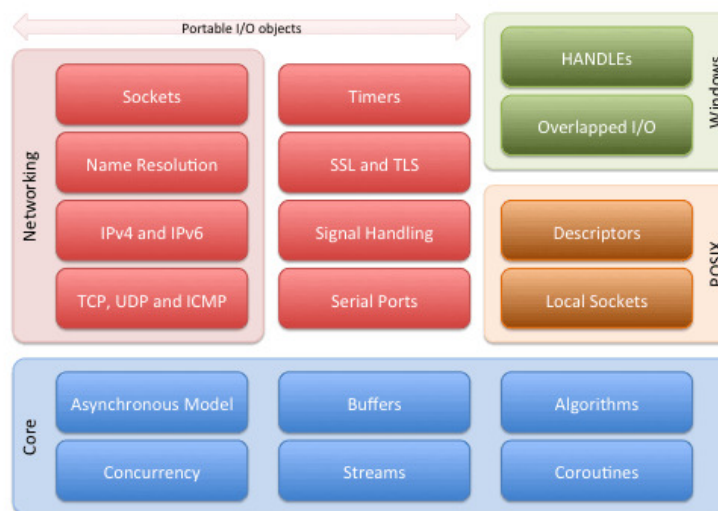 Portable I/O objects
Networking
Sockets
Name Resolution
IPv4 and IPv6
TCP, UDP and ICMP
Timers
SSL and TLS
Signal Handling
Serial Ports
HANDLEs
Overlapped I/O
Windows
Descriptors
Local Sockets
POSIX
Core
Asynchronous Model
Buffers
Algorithms
Concurrency
Streams
Coroutines